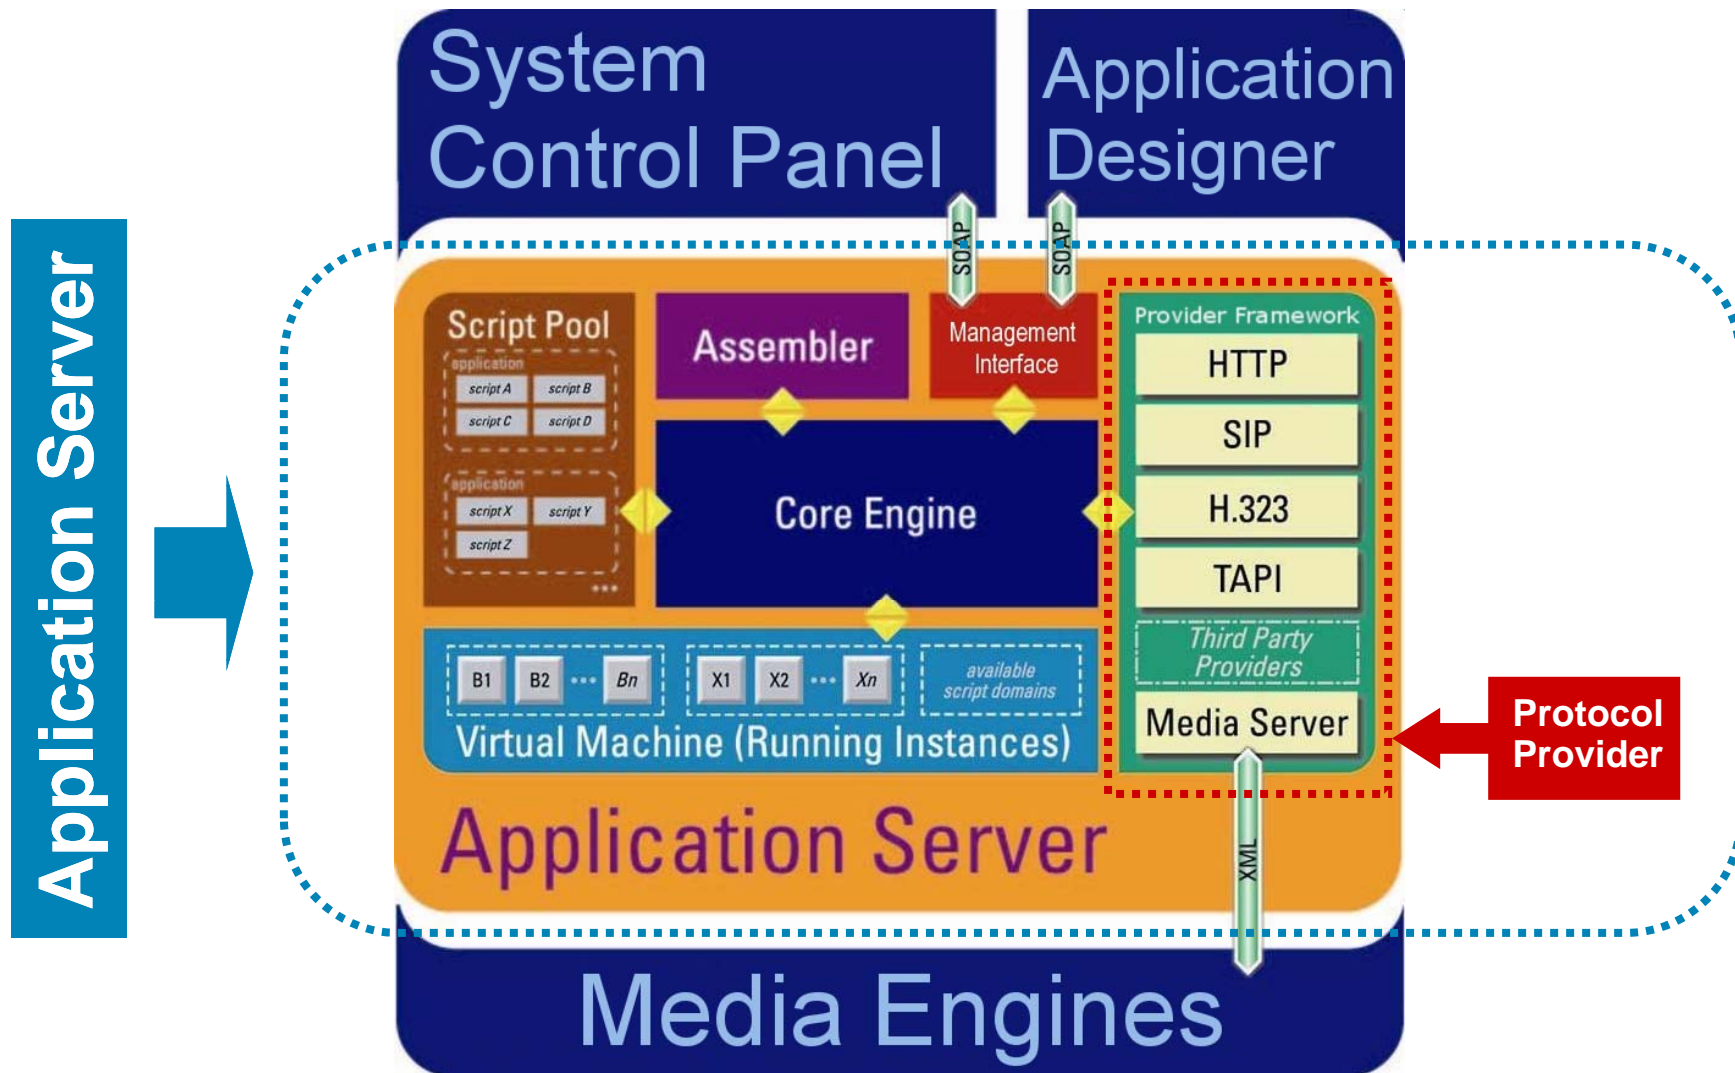 System
Control Panel
Application
Designer
Application Server
SOAP
SOAP
Script Pool
application
script A
script B
script C
script D
application
script X
script Y
script Z
...
Assembler
Management
Interface
Core Engine
Provider Framework
HTTP
SIP
H.323
TAPI
Third Party
Providers
Media Server
B1
B2
...
Bn
X1
X2
...
Xn
available
script domains
Virtual Machine (Running Instances)
Protocol
Provider
Application Server
XML
Media Engines